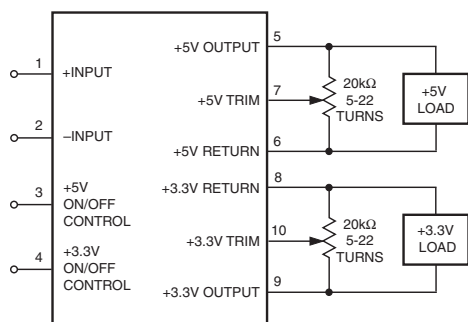 1
+INPUT
2
–INPUT
3
+5V
ON/OFF
CONTROL
4
+3.3V
ON/OFF
CONTROL
+5V OUTPUT
5
+5V TRIM
7
+5V RETURN
6
+3.3V RETURN
8
+3.3V TRIM
10
+3.3V OUTPUT
9
20kΩ
5-22
TURNS
+5V
LOAD
20kΩ
5-22
TURNS
+3.3V
LOAD